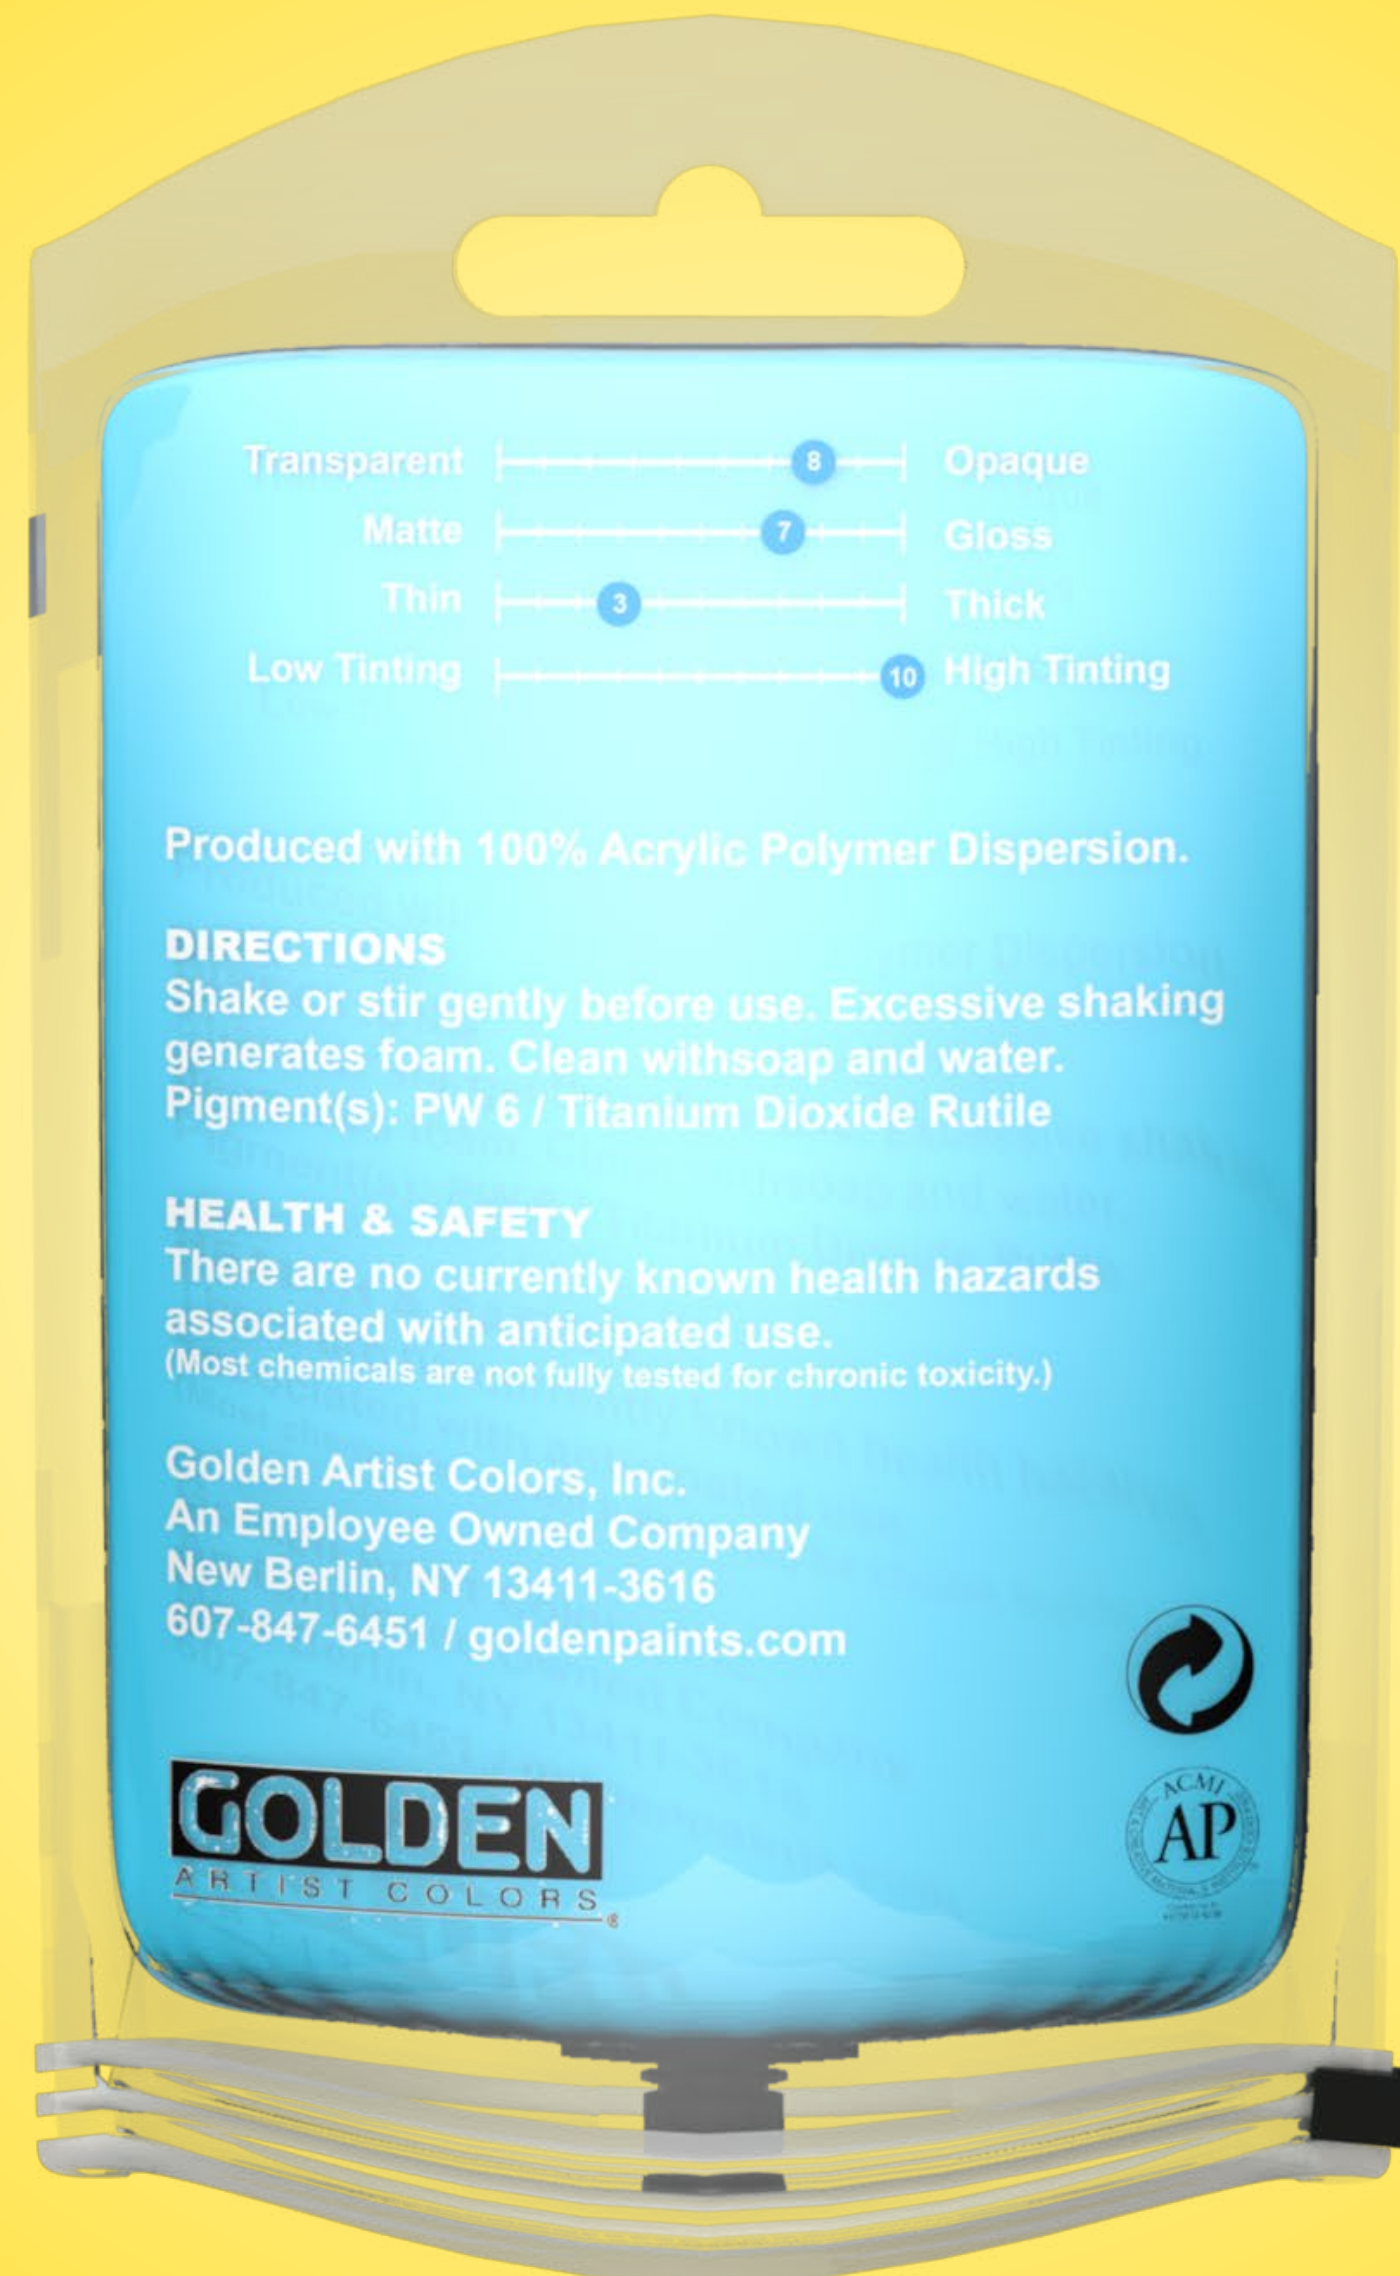 Transparent 8 Opaque
Matte 7 Gloss
Thin 3 Thick
Low Tinting 10 High Tinting
Produced with 100% Acrylic Polymer Dispersion.
DIRECTIONS
Shake or stir gently before use. Excessive shaking
generates foam. Clean withsoap and water.
Pigment(s): PW 6 / Titanium Dioxide Rutile
HEALTH & SAFETY
There are no currently known health hazards
associated with anticipated use.
(Most chemicals are not fully tested for chronic toxicity.)
Golden Artist Colors, Inc.
An Employee Owned Company
New Berlin, NY 13411-3616
607-847-6451 / goldenpaints.com
GOLDEN
ARTIST COLORS®
ACMI
AP